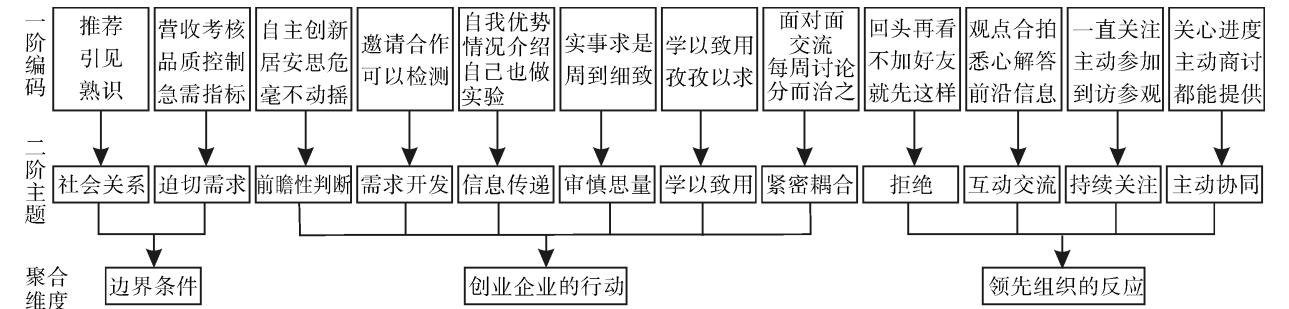 一阶编码
推荐
引见
熟识
营收考核
品质控制
急需指标
自主创新
居安思危
毫不动摇
邀请合作
可以检测
自我优势
情况介绍
自己也做
实验
实事求是
周到细致
学以致用
孜孜以求
面对面
交流
每周讨论
分而治之
回头再看
不加好友
就先这样
观点合拍
悉心解答
前沿信息
一直关注
主动参加
到访参观
关心进度
主动商讨
都能提供
二阶主题
社会关系
迫切需求
前瞻性判断
需求开发
信息传递
审慎思量
学以致用
紧密耦合
拒绝
互动交流
持续关注
主动协同
聚合
维度
边界条件
创业企业的行动
领先组织的反应